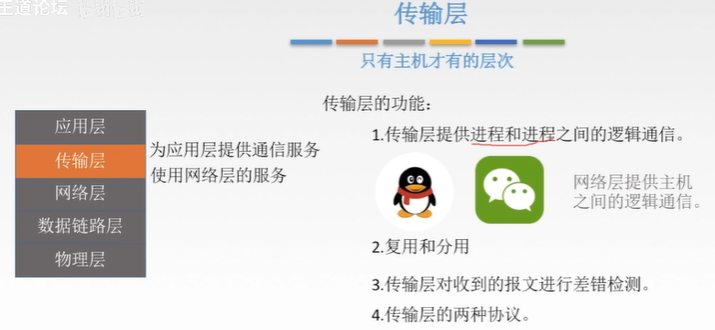 王道论坛
传输层
只有主机才有的层次
应用层
传输层
网络层
数据链路层
物理层
为应用层提供通信服务
使用网络层的服务
传输层的功能：
1.传输层提供进程和进程之间的逻辑通信。
网络层提供主机
之间的逻辑通信。
2.复用和分用
3.传输层对收到的报文进行差错检测。
4.传输层的两种协议。